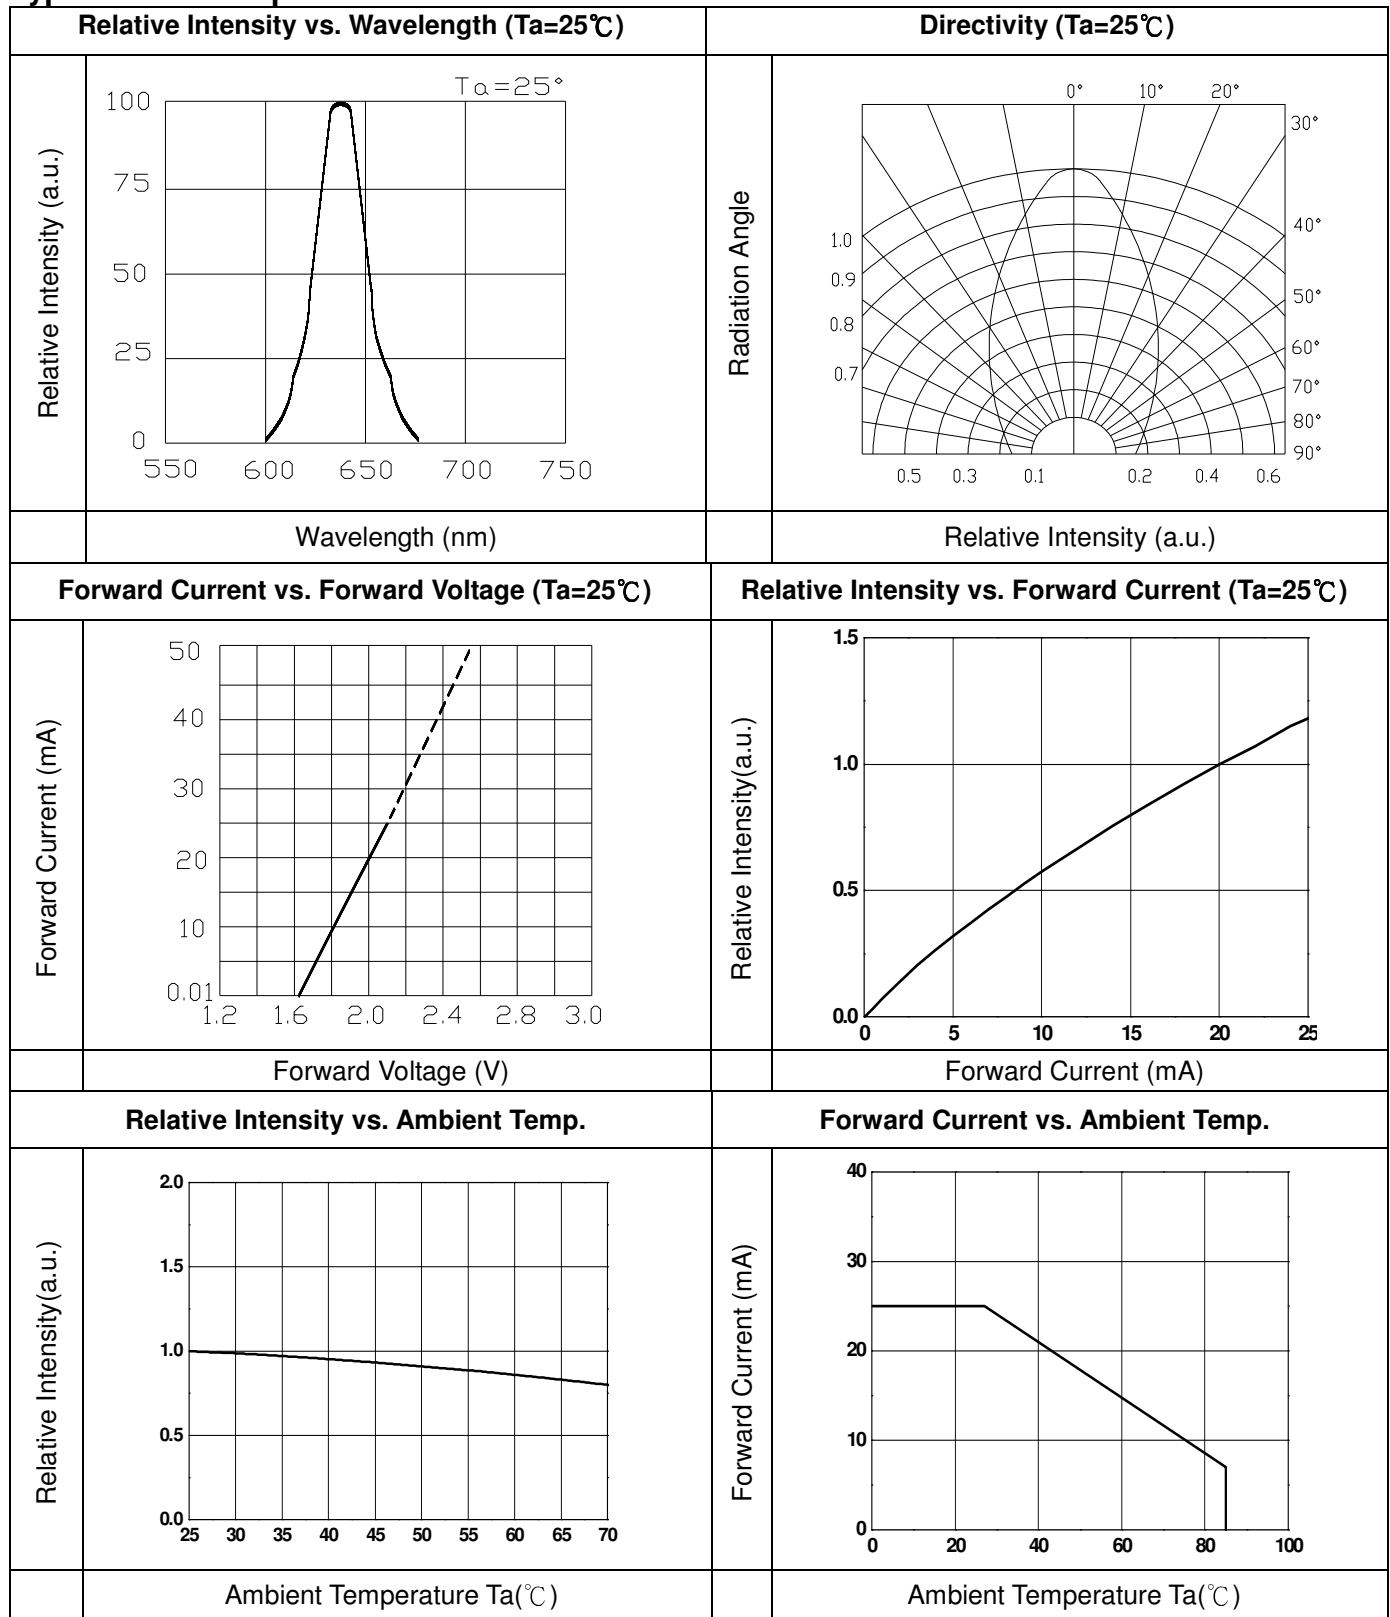 Relative Intensity vs. Wavelength (Ta=25℃)
Directivity (Ta=25℃)
Relative Intensity (a.u.)
Ta=25°
100
75
50
25
0
550 600 650 700 750
Wavelength (nm)
Radiation Angle
0° 10° 20°
30°
40°
50°
60°
70°
80°
90°
1.0
0.9
0.8
0.7
0.5 0.3 0.1 0.2 0.4 0.6
Relative Intensity (a.u.)
Forward Current vs. Forward Voltage (Ta=25℃)
Relative Intensity vs. Forward Current (Ta=25℃)
Forward Current (mA)
50
40
30
20
10
0.01
1.2 1.6 2.0 2.4 2.8 3.0
Forward Voltage (V)
Relative Intensity(a.u.)
1.5
1.0
0.5
0.0
0 5 10 15 20 25
Forward Current (mA)
Relative Intensity vs. Ambient Temp.
Forward Current vs. Ambient Temp.
Relative Intensity(a.u.)
2.0
1.5
1.0
0.5
0.0
25 30 35 40 45 50 55 60 65 70
Ambient Temperature Ta(℃)
Forward Current (mA)
40
30
20
10
0
0 20 40 60 80 100
Ambient Temperature Ta(℃)